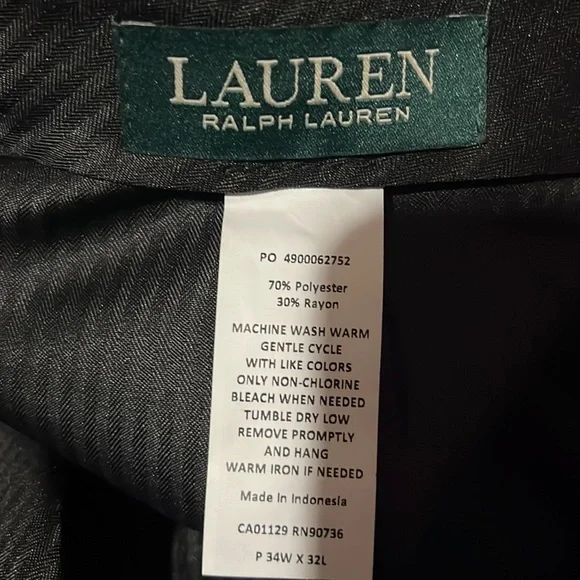 LAUREN
RALPH LAUREN
PO 4900062752
70% Polyester
30% Rayon
MACHINE WASH WARM
GENTLE CYCLE
WITH LIKE COLORS
ONLY NON-CHLORINE
BLEACH WHEN NEEDED
TUMBLE DRY LOW
REMOVE PROMPTLY
AND HANG
WARM IRON IF NEEDED
Made In Indonesia
CA01129 RN90736
P 34W X 32L